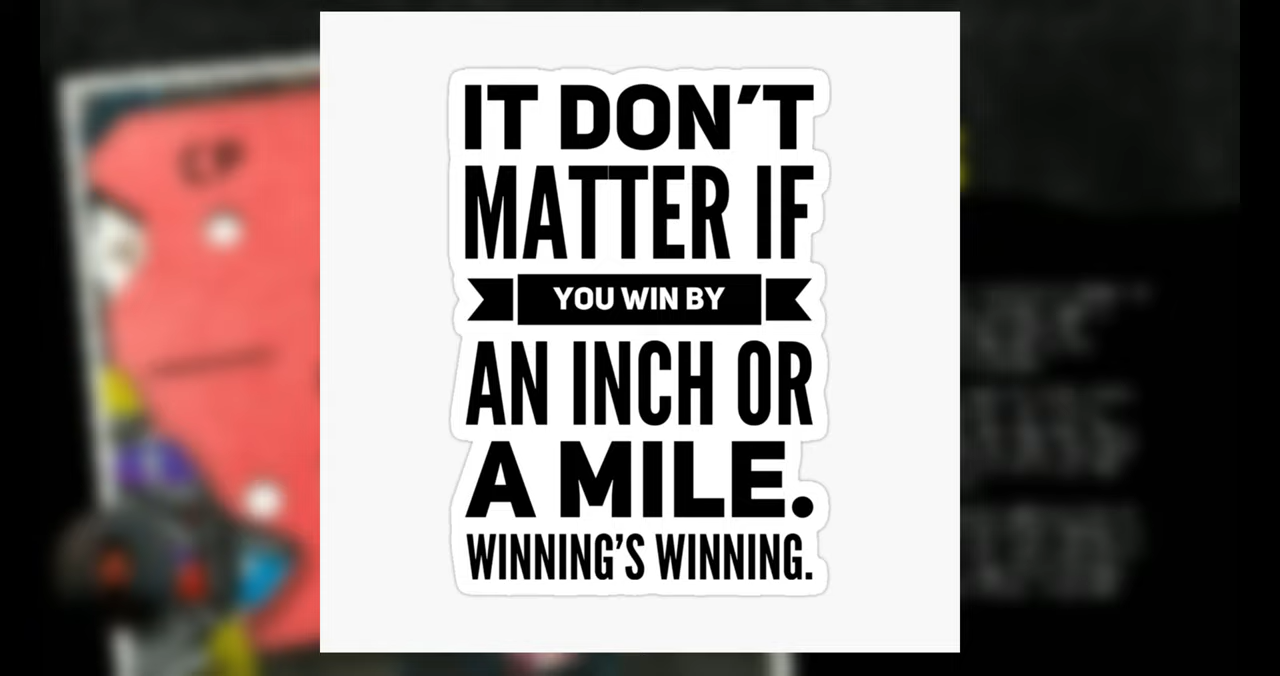 IT DON'T
MATTER IF
YOU WIN BY
AN INCH OR
A MILE.
WINNING'S WINNING.